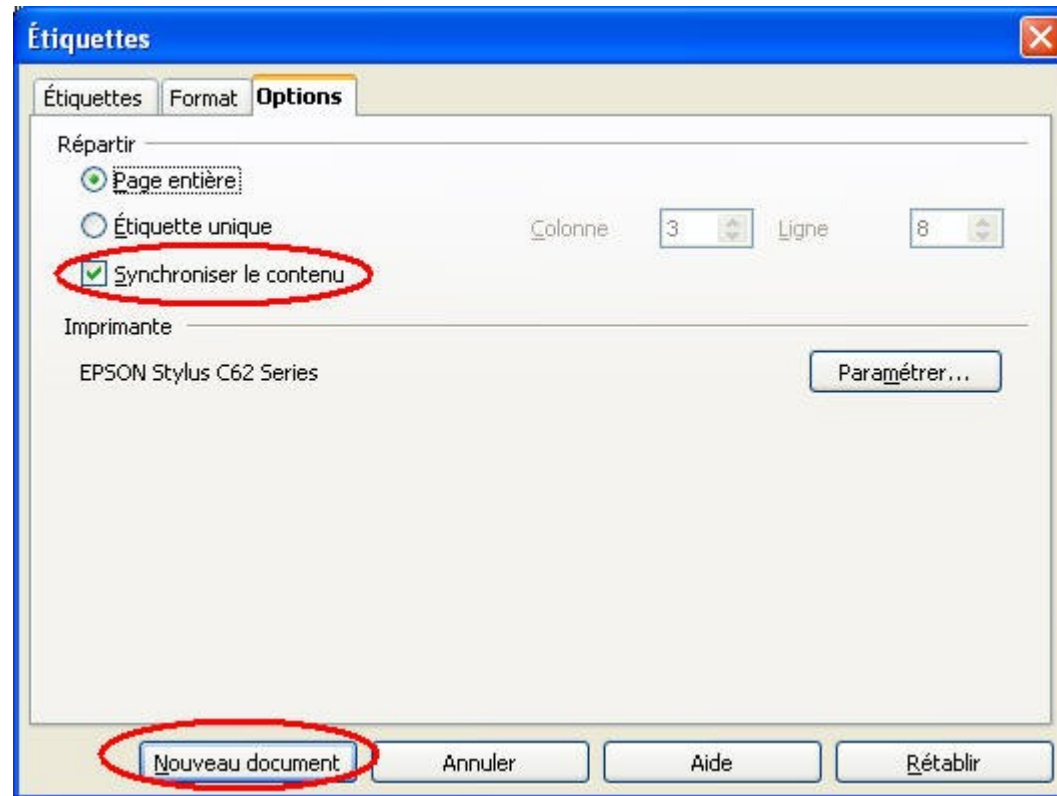 Étiquettes
Étiquettes Format Options
Répartir
Page entière
Étiquette unique Colonne 3 Ligne 8
Synchroniser le contenu
Imprimante
EPSON Stylus C62 Series Paramétrer...
Nouveau document Annuler Aide Rétablir